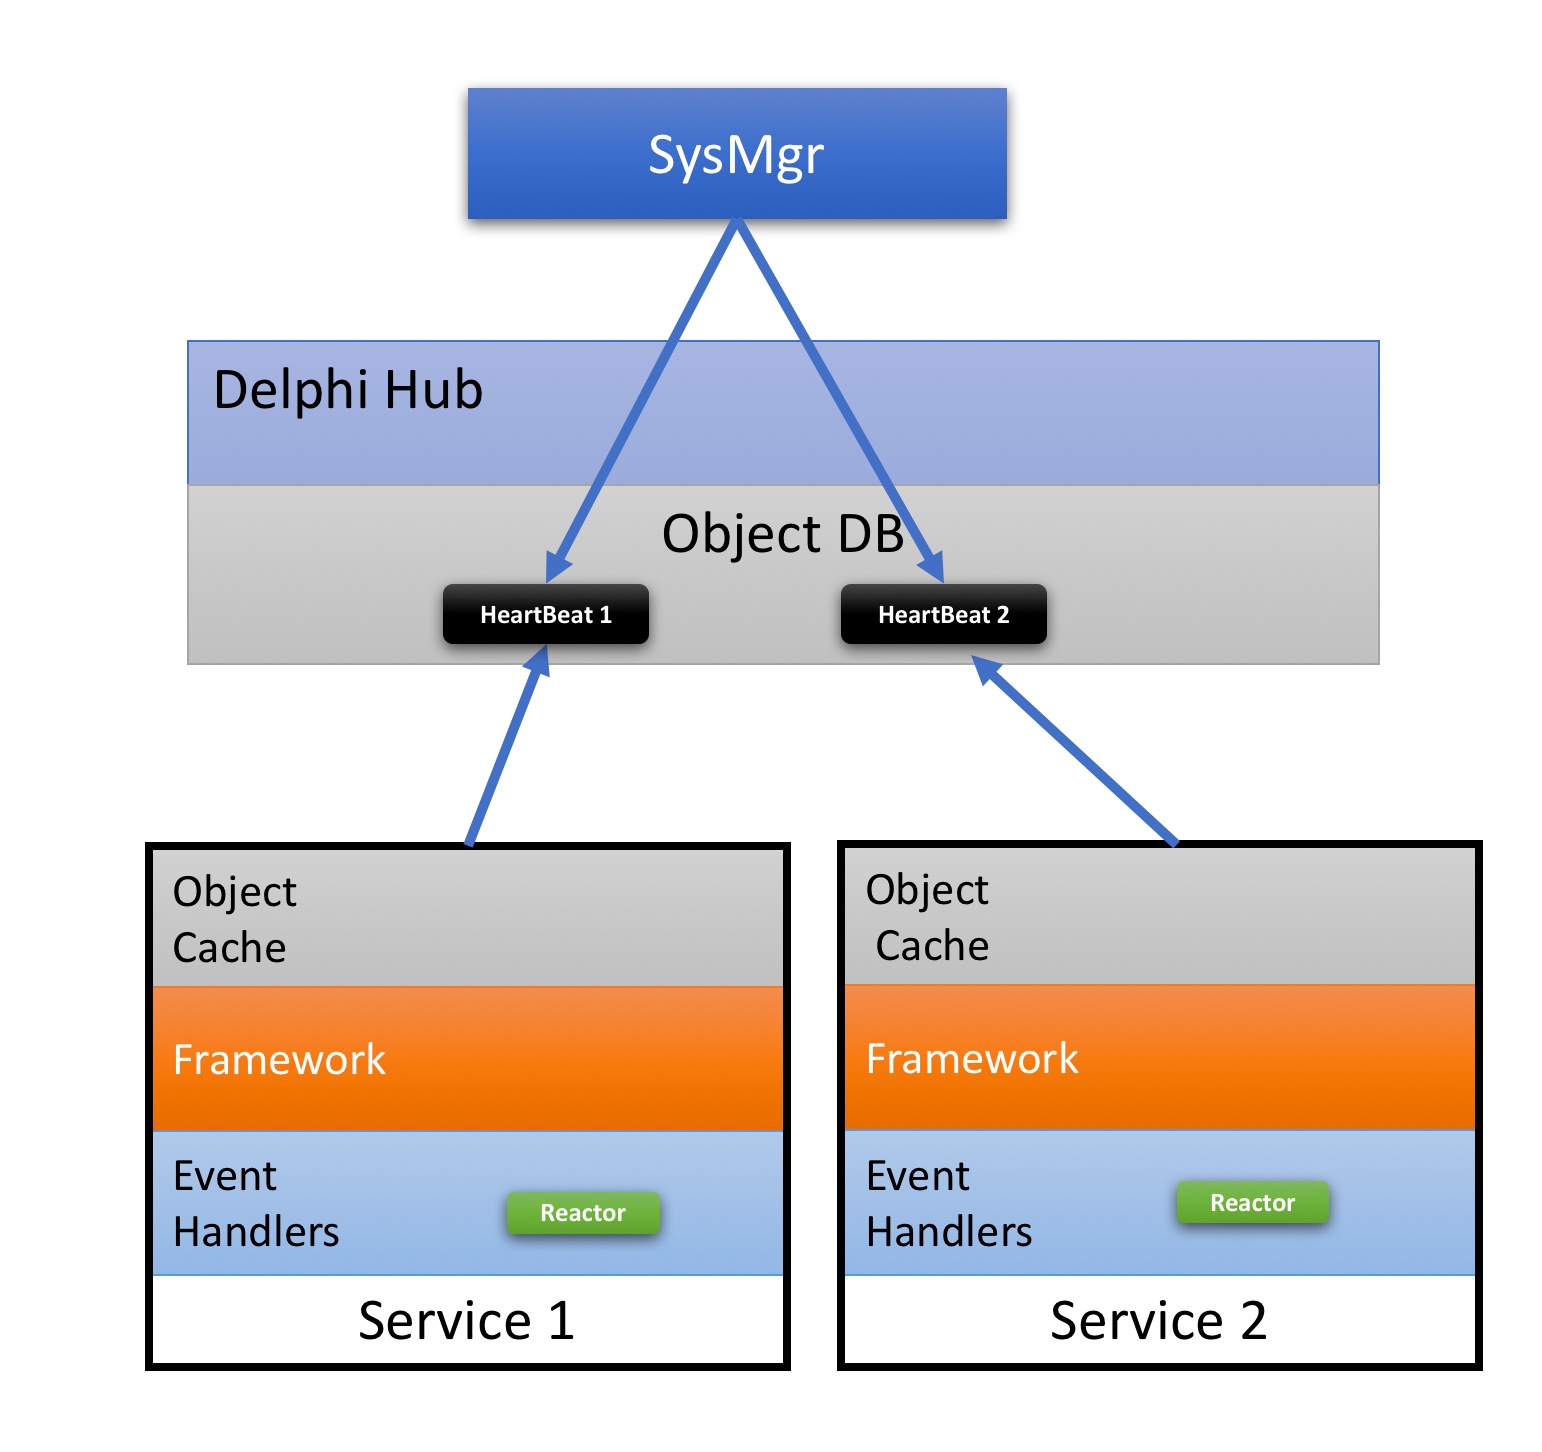 SysMgr
Delphi Hub
Object DB
HeartBeat 1
HeartBeat 2
Object
Cache
Framework
Event
Handlers
Reactor
Service 1
Object
Cache
Framework
Event
Handlers
Reactor
Service 2